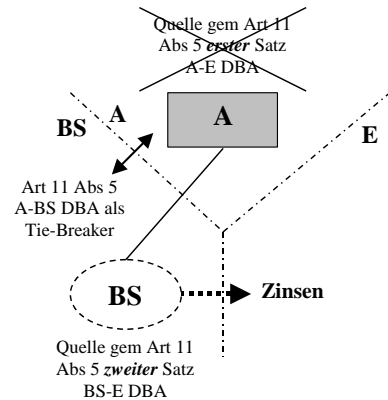 Quelle gem Art 11
Abs 5 erster Satz
A-E DBA
A
BS
A
E
Art 11 Abs 5
A-BS DBA als
Tie-Breaker
BS
Zinsen
Quelle gem Art 11
Abs 5 zweiter Satz
BS-E DBA